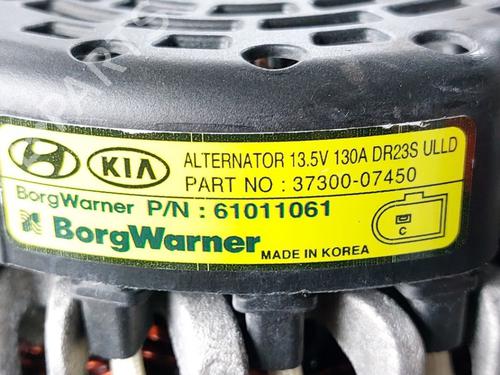 KIA
ALTERNATOR 13.5V 130A DR23S ULLD
PART NO : 37300-07450
BorgWarner P/N : 61011061
BorgWarner
C
MADE IN KOREA